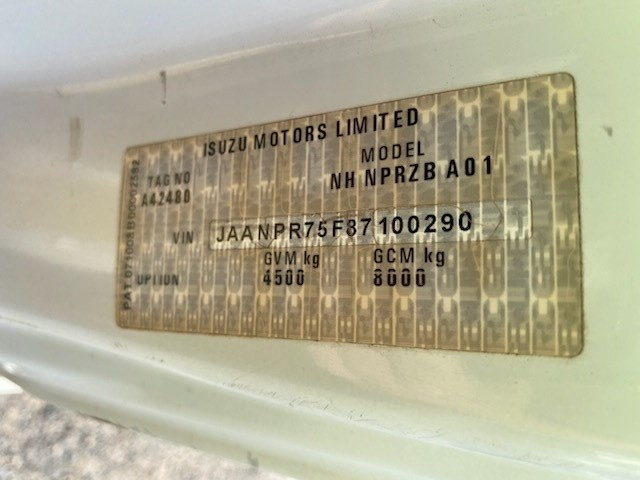 ISUZU MOTORS LIMITED
TAG NO
A42480
MODEL
NH NPRZB A01
VIN
JAANPR75F87100290
GVM kg
4500
GCM kg
8000
OPTION